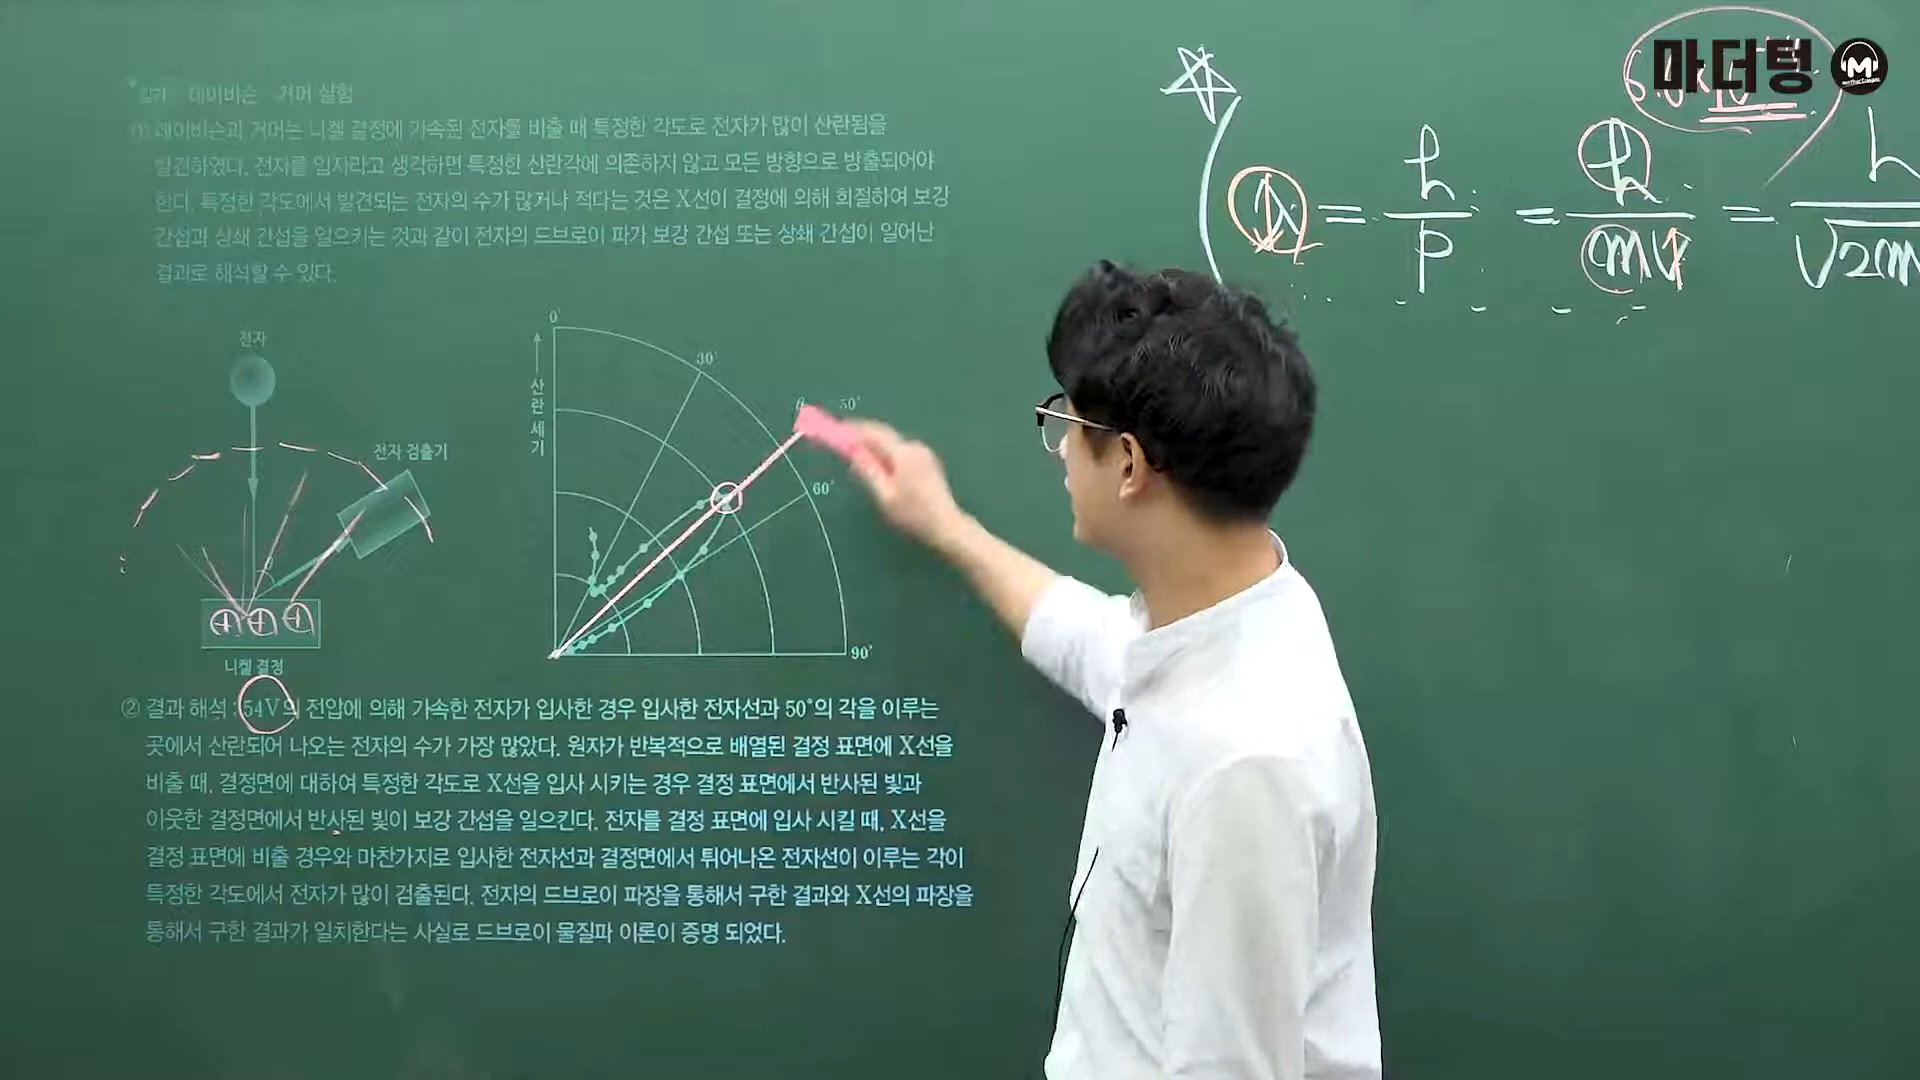 데이비슨 거머 실험
데이비슨과 거머는 니켈 결정에 가속된 전자를 비출 때 특정한 각도로 전자가 많이 산란됨을
발견하였다. 전자를 입자라고 생각하면 특정한 산란각에 의존하지 않고 모든 방향으로 방출되어야
한다. 특정한 각도에서 발견되는 전자의 수가 많거나 적다는 것은 X선이 결정에 의해 회절하여 보강
간섭과 상쇄 간섭을 일으키는 것과 같이 전자의 드브로이 파가 보강 간섭 또는 상쇄 간섭이 일어난
결과로 해석할 수 있다.
전자
전자 검출기
니켈 결정
산란 세기
0°
30°
50°
60°
90°
② 결과 해석 : 54V의 전압에 의해 가속한 전자가 입사한 경우 입사한 전자선과 50°의 각을 이루는
곳에서 산란되어 나오는 전자의 수가 가장 많았다. 원자가 반복적으로 배열된 결정 표면에 X선을
비출 때, 결정면에 대하여 특정한 각도로 X선을 입사 시키는 경우 결정 표면에서 반사된 빛과
이웃한 결정면에서 반사된 빛이 보강 간섭을 일으킨다. 전자를 결정 표면에 입사 시킬 때, X선을
결정 표면에 비출 경우와 마찬가지로 입사한 전자선과 결정면에서 튀어나온 전자선이 이루는 각이
특정한 각도에서 전자가 많이 검출된다. 전자의 드브로이 파장을 통해서 구한 결과와 X선의 파장을
통해서 구한 결과가 일치한다는 사실로 드브로이 물질파 이론이 증명 되었다.
λ = h/p = h/mv = h/√2m
마더텅 M